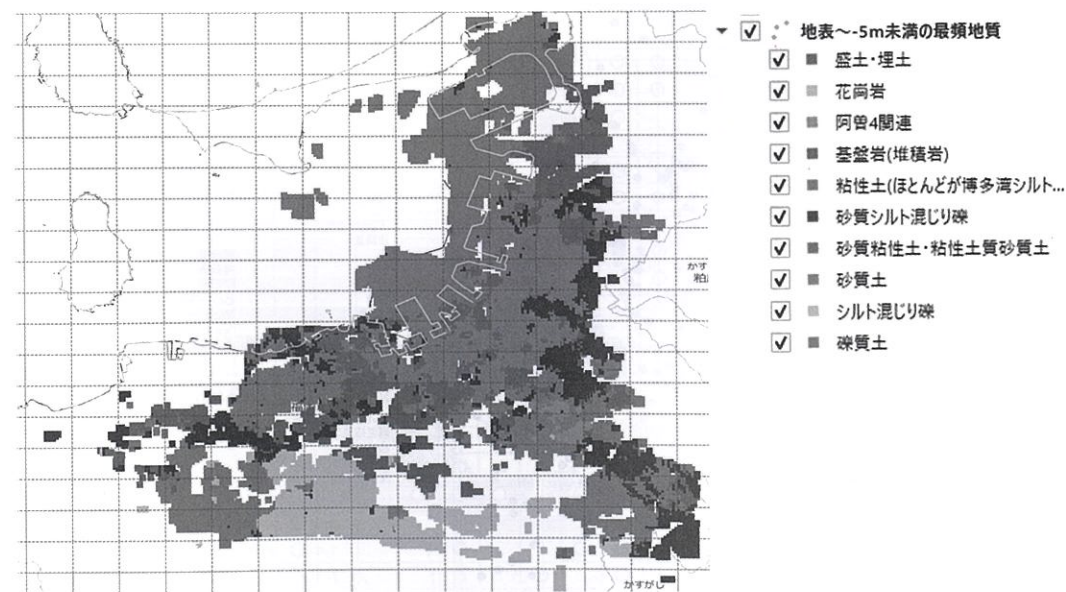 地表～-5m未満の最頻地質
盛土・埋土
花崗岩
阿曽4関連
基盤岩(堆積岩)
粘性土(ほとんどが博多湾シルト...
砂質シルト混じり礫
砂質粘性土・粘性土質砂質土
砂質土
シルト混じり礫
礫質土
かす
粕
かすがし